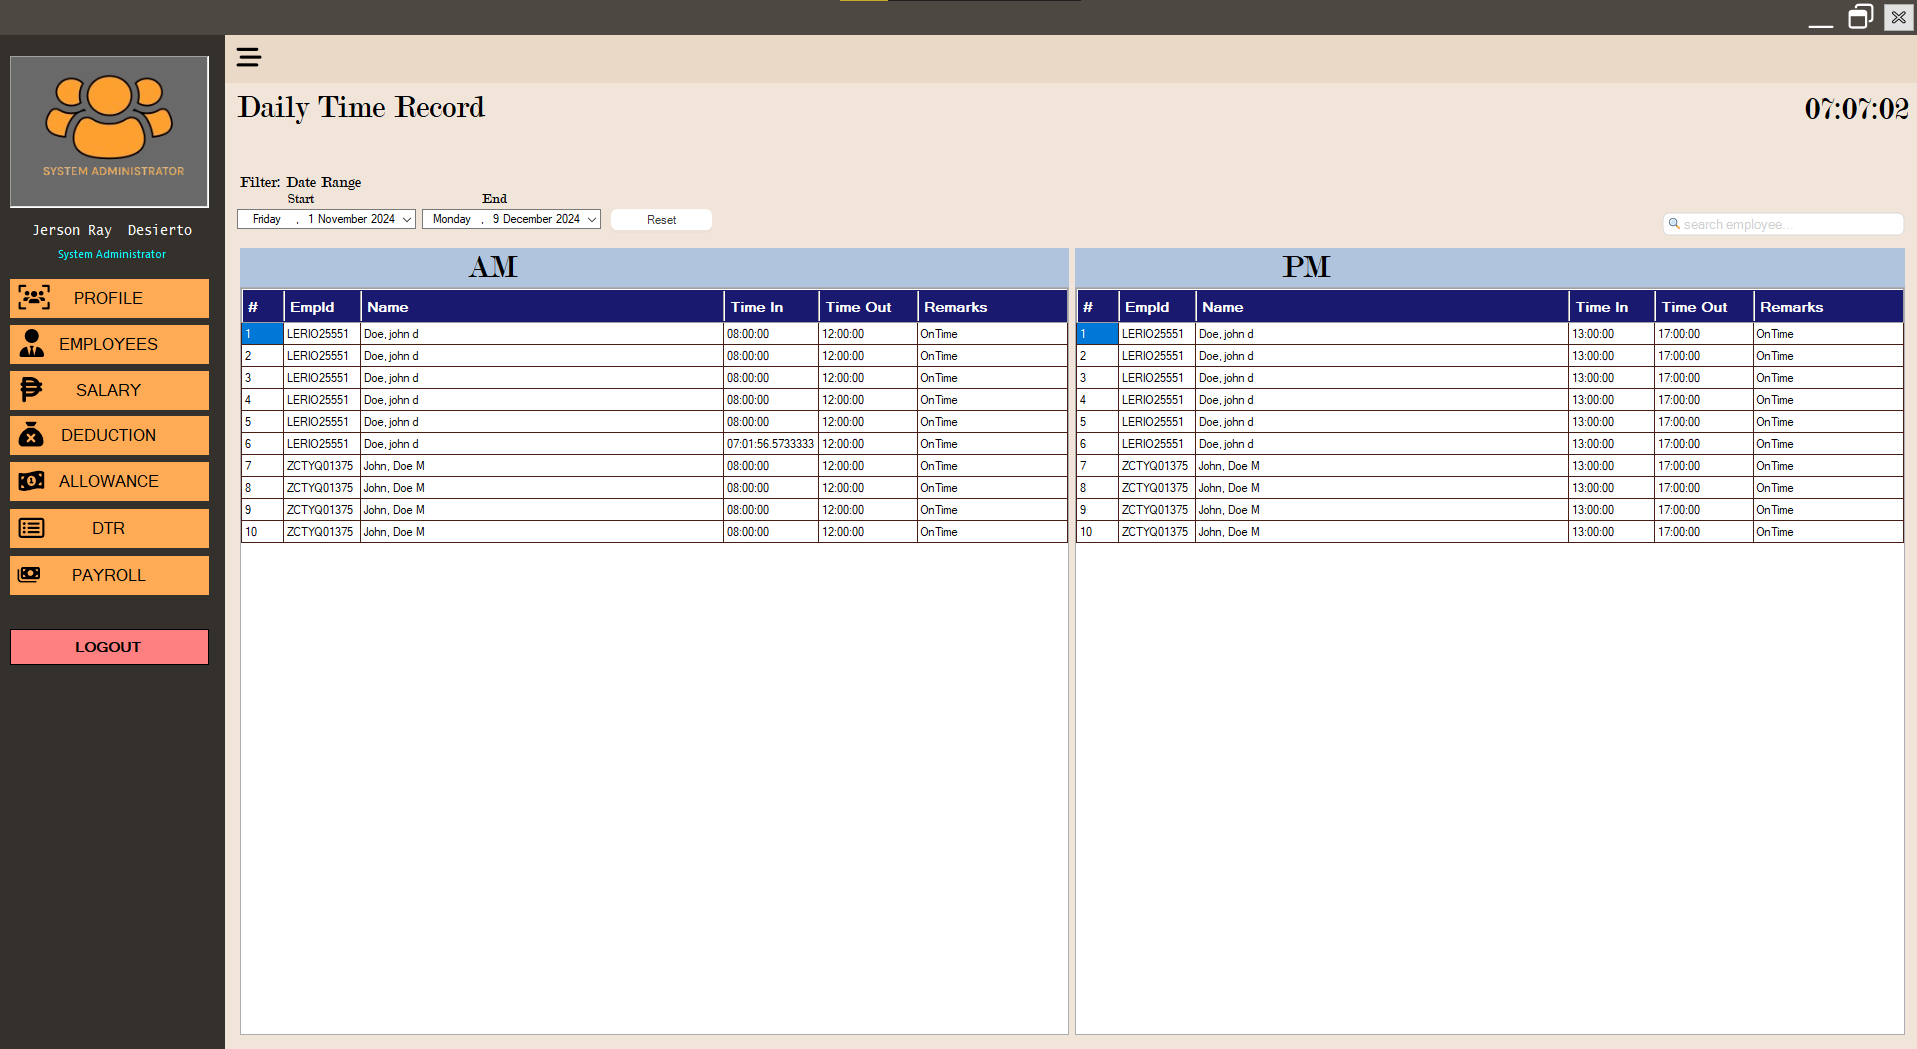 SYSTEM ADMINISTRATOR
Jerson Ray Desierto
System Administrator
PROFILE
EMPLOYEES
SALARY
DEDUCTION
ALLOWANCE
DTR
PAYROLL
LOGOUT
Daily Time Record
07:07:02
Filter: Date Range
Start End
Friday , 1 November 2024 Monday , 9 December 2024 Reset
search employee...
AM
# EmpId Name Time In Time Out Remarks
1 LERIO25551 Doe, john d 08:00:00 12:00:00 OnTime
2 LERIO25551 Doe, john d 08:00:00 12:00:00 OnTime
3 LERIO25551 Doe, john d 08:00:00 12:00:00 OnTime
4 LERIO25551 Doe, john d 08:00:00 12:00:00 OnTime
5 LERIO25551 Doe, john d 08:00:00 12:00:00 OnTime
6 LERIO25551 Doe, john d 07:01:56.5733333 12:00:00 OnTime
7 ZCTYQ01375 John, Doe M 08:00:00 12:00:00 OnTime
8 ZCTYQ01375 John, Doe M 08:00:00 12:00:00 OnTime
9 ZCTYQ01375 John, Doe M 08:00:00 12:00:00 OnTime
10 ZCTYQ01375 John, Doe M 08:00:00 12:00:00 OnTime
PM
# EmpId Name Time In Time Out Remarks
1 LERIO25551 Doe, john d 13:00:00 17:00:00 OnTime
2 LERIO25551 Doe, john d 13:00:00 17:00:00 OnTime
3 LERIO25551 Doe, john d 13:00:00 17:00:00 OnTime
4 LERIO25551 Doe, john d 13:00:00 17:00:00 OnTime
5 LERIO25551 Doe, john d 13:00:00 17:00:00 OnTime
6 LERIO25551 Doe, john d 13:00:00 17:00:00 OnTime
7 ZCTYQ01375 John, Doe M 13:00:00 17:00:00 OnTime
8 ZCTYQ01375 John, Doe M 13:00:00 17:00:00 OnTime
9 ZCTYQ01375 John, Doe M 13:00:00 17:00:00 OnTime
10 ZCTYQ01375 John, Doe M 13:00:00 17:00:00 OnTime